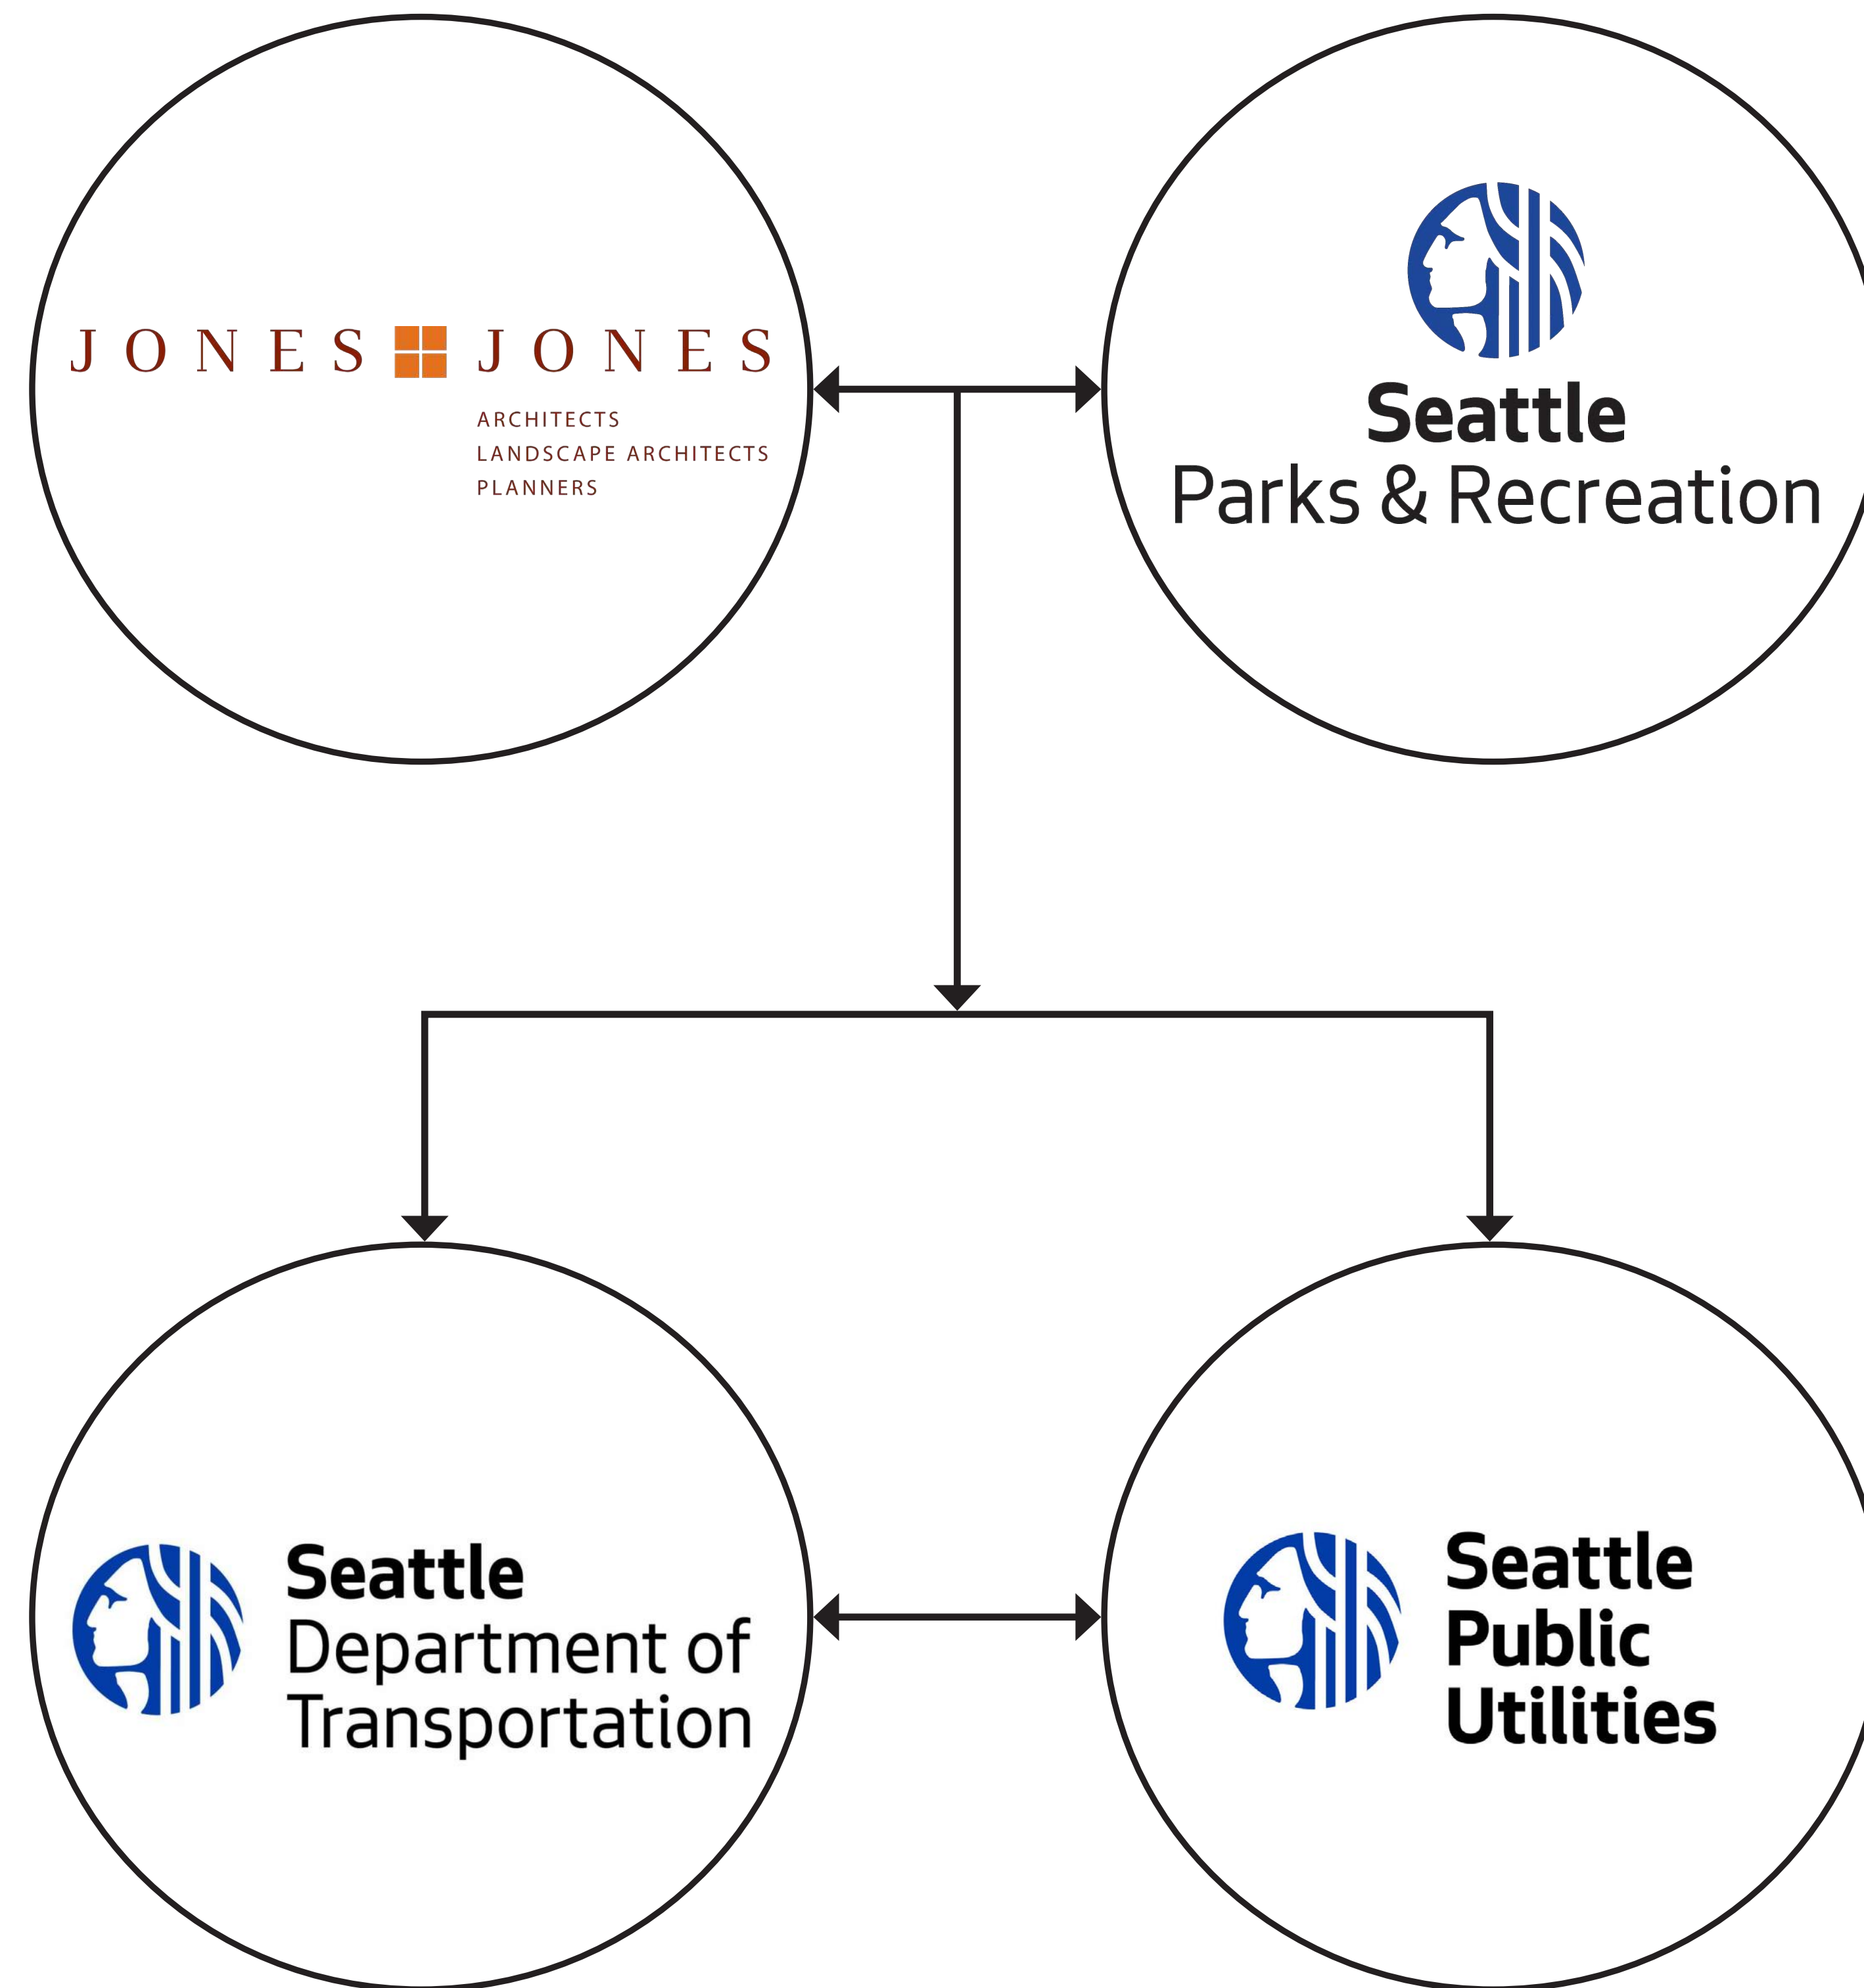 JONES JONES
ARCHITECTS
LANDSCAPE ARCHITECTS
PLANNERS
Seattle
Parks & Recreation
Seattle
Department of
Transportation
Seattle
Public
Utilities